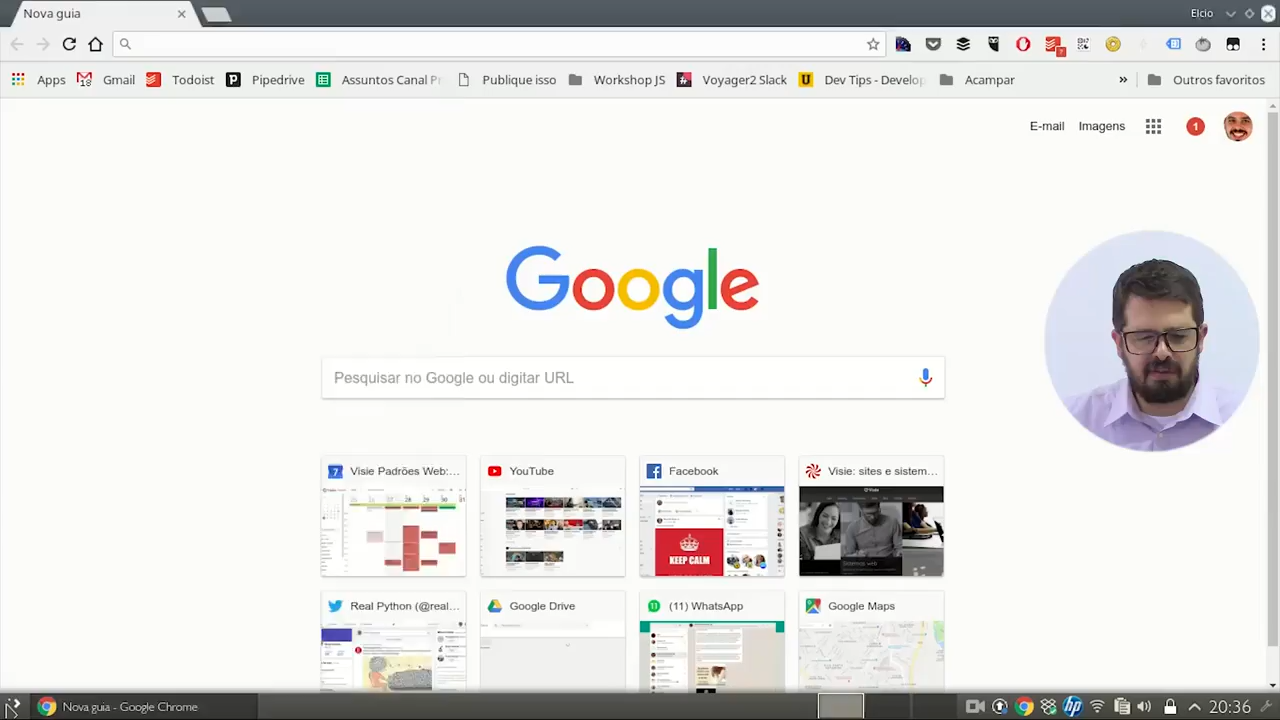 Nova guia
Elcio
Apps Gmail Todoist Pipedrive Assuntos Canal Pr Publique isso Workshop JS Voyager2 Slack Dev Tips - Develop Acampar » Outros favoritos
E-mail Imagens 1
Google
Pesquisar no Google ou digitar URL
Visie Padrões Web:... YouTube Facebook Visie: sites e sistem...
KEEP CALM
Real Python (@real... Google Drive (11) WhatsApp Google Maps
Nova guia - Google Chrome 20:36